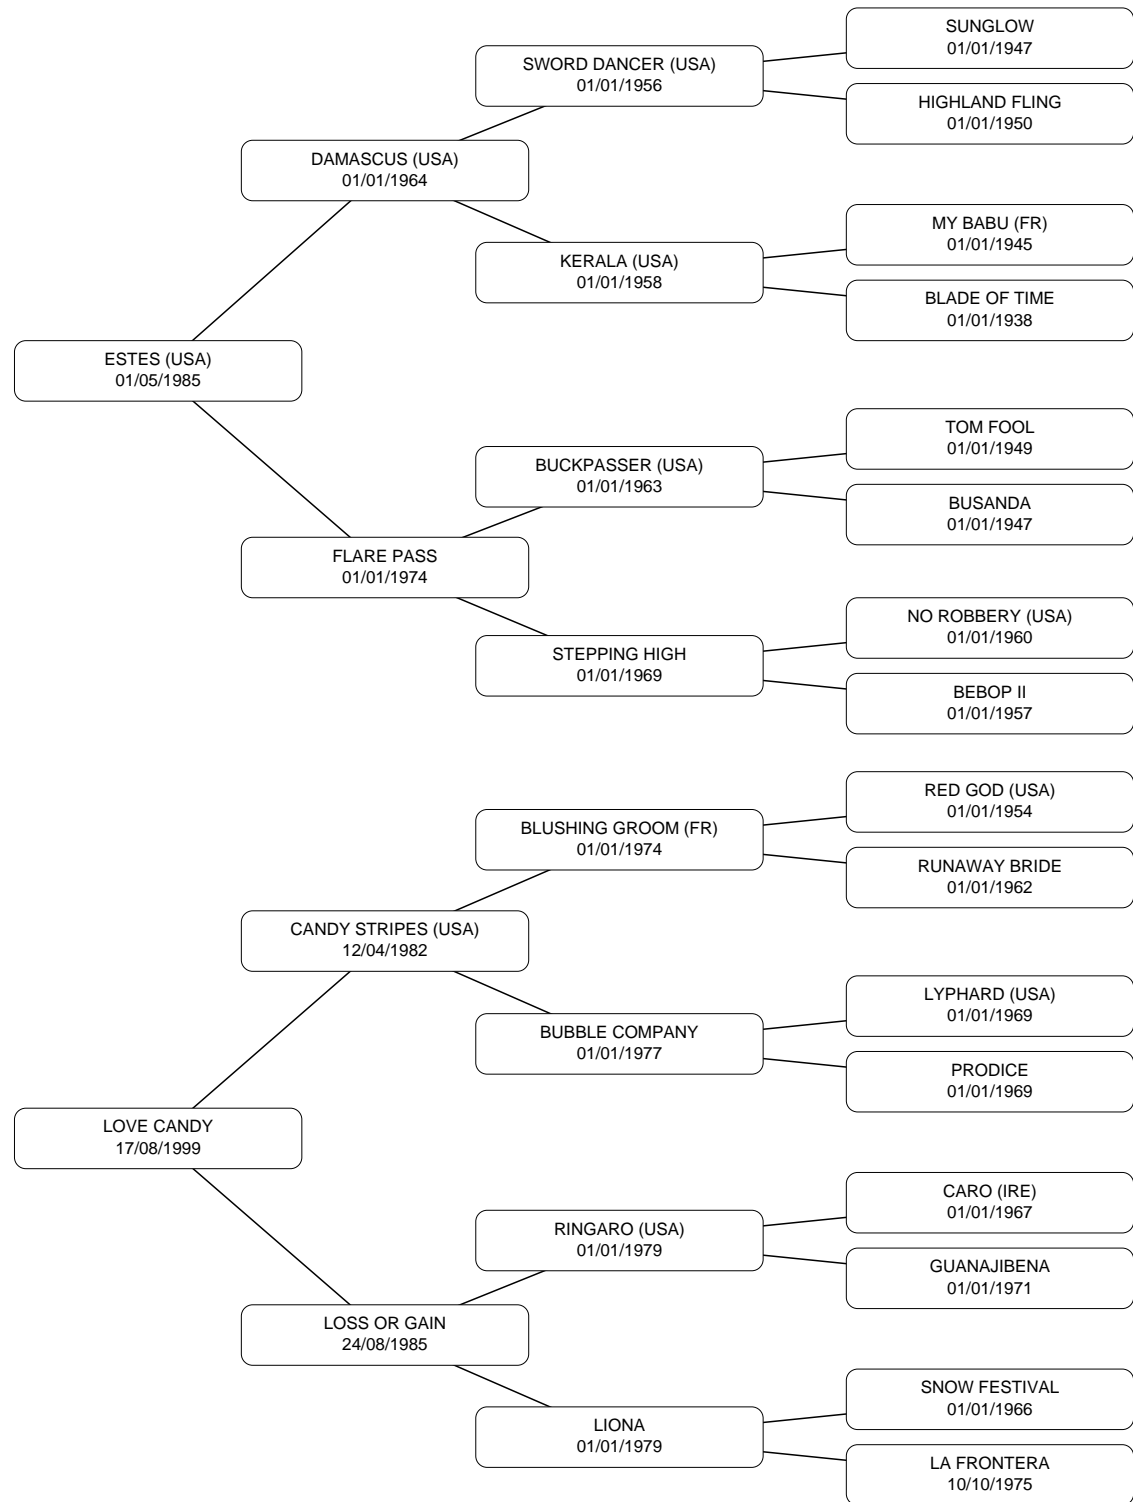 SUNGLOW
01/01/1947
SWORD DANCER (USA)
01/01/1956
HIGHLAND FLING
01/01/1950
DAMASCUS (USA)
01/01/1964
MY BABU (FR)
01/01/1945
KERALA (USA)
01/01/1958
BLADE OF TIME
01/01/1938
ESTES (USA)
01/05/1985
TOM FOOL
01/01/1949
BUCKPASSER (USA)
01/01/1963
BUSANDA
01/01/1947
FLARE PASS
01/01/1974
NO ROBBERY (USA)
01/01/1960
STEPPING HIGH
01/01/1969
BEBOP II
01/01/1957
RED GOD (USA)
01/01/1954
BLUSHING GROOM (FR)
01/01/1974
RUNAWAY BRIDE
01/01/1962
CANDY STRIPES (USA)
12/04/1982
LYPHARD (USA)
01/01/1969
BUBBLE COMPANY
01/01/1977
PRODICE
01/01/1969
LOVE CANDY
17/08/1999
CARO (IRE)
01/01/1967
RINGARO (USA)
01/01/1979
GUANAJIBENA
01/01/1971
LOSS OR GAIN
24/08/1985
SNOW FESTIVAL
01/01/1966
LIONA
01/01/1979
LA FRONTERA
10/10/1975